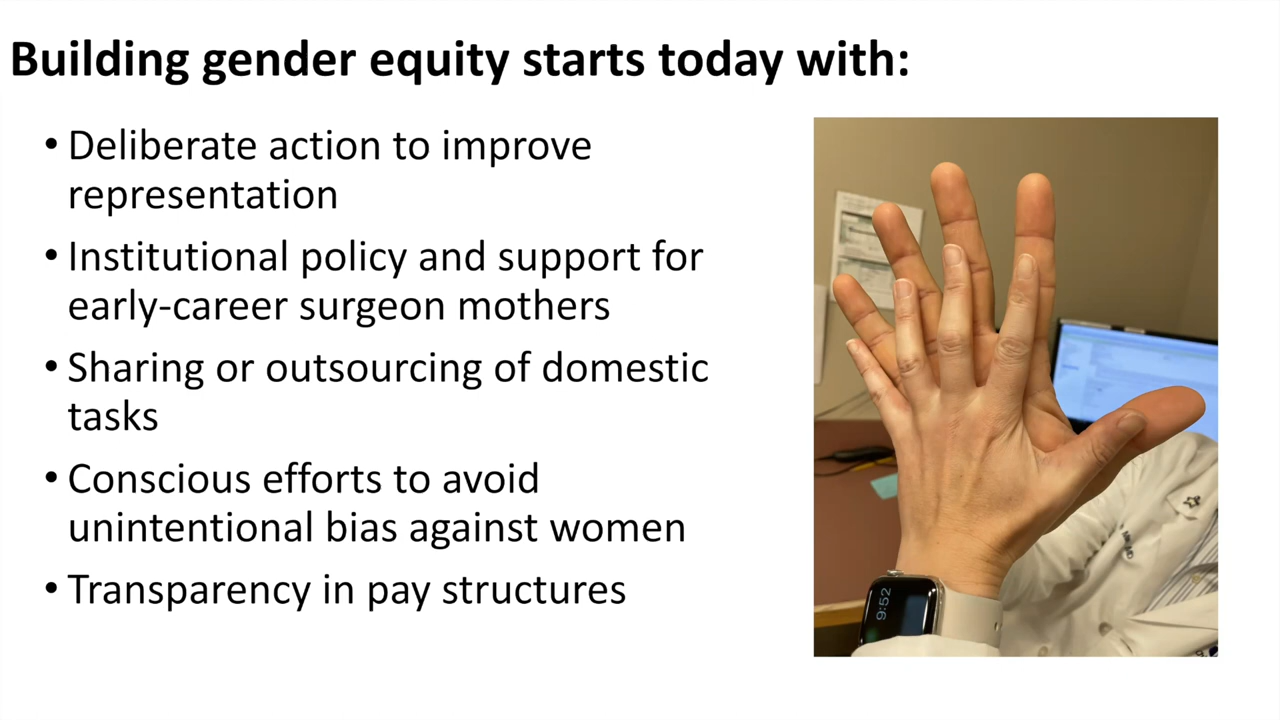 Building gender equity starts today with:
• Deliberate action to improve
representation
• Institutional policy and support for
early-career surgeon mothers
• Sharing or outsourcing of domestic
tasks
• Conscious efforts to avoid
unintentional bias against women
• Transparency in pay structures
9:52